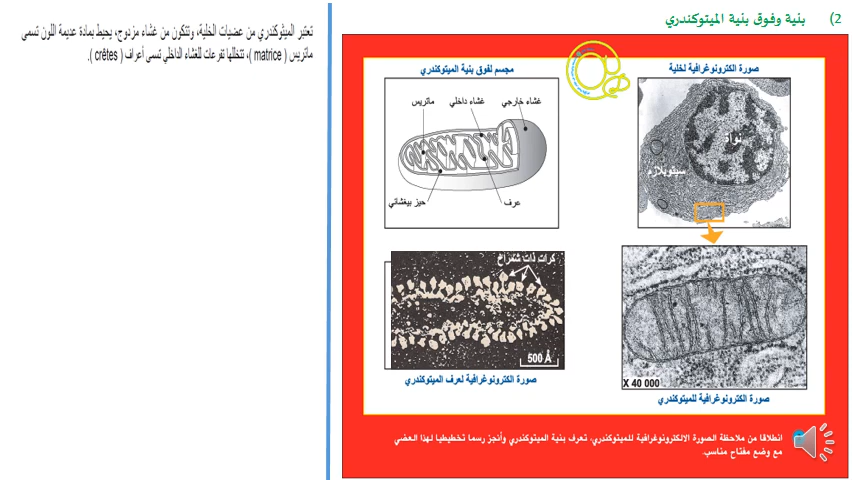 2) بنية وفوق بنية الميتوكندري
تعتبر الميتوكندري من عضيات الخلية، وتتكون من غشاء مزدوج، يحيط بمادة عديمة اللون تسمى
ماتريس ( matrice )، تتخللها تفرعات للغشاء الداخلي تسمى أعراف ( crêtes ).
صورة الكترونوغرافية لخلية
مجسم لفوق بنية الميتوكندري
نواة
سيتوبلازم
غشاء خارجي
غشاء داخلي
ماتريس
عرف
حيز بيغشائي
كرات ذات شمراخ
500 Å
X 40 000
صورة الكترونوغرافية لعرف الميتوكندري
صورة الكترونوغرافية للميتوكندري
انطلاقا من ملاحظة الصورة الالكترونوغرافية للميتوكندري، تعرف بنية الميتوكندري وأنجز رسما تخطيطيا لهذا العضي
مع وضع مفتاح مناسب.